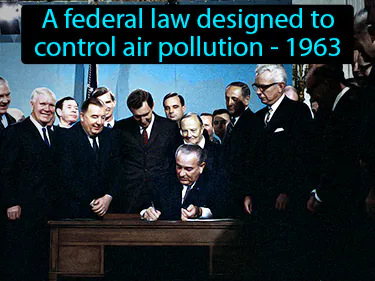 A federal law designed to
control air pollution - 1963